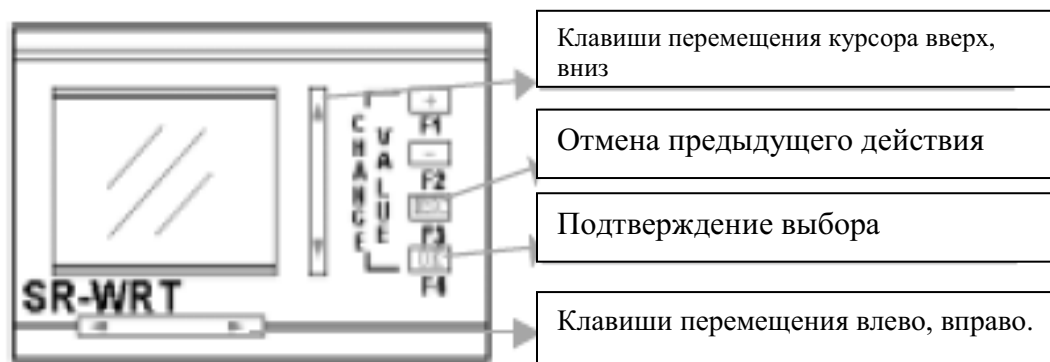 Клавиши перемещения курсора вверх,
вниз
Отмена предыдущего действия
Подтверждение выбора
Клавиши перемещения влево, вправо.
CHANGE
VALUE
+
F1
-
F2
F3
F4
SR-WRT